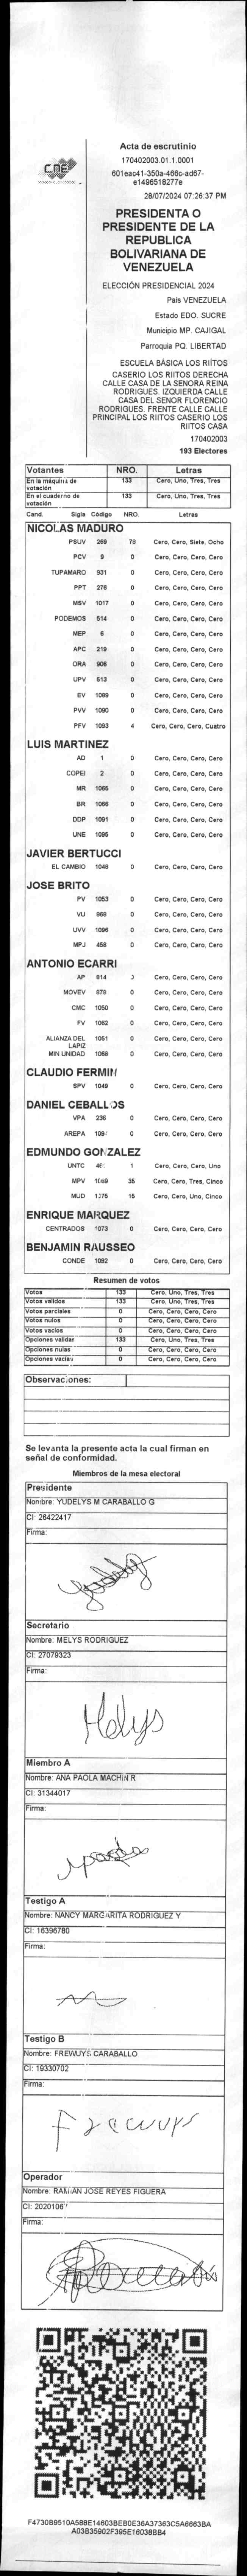 CNE
Acta de escrutinio
170402003.01.1.0001
601eac41-350a-466c-ad67-
e1496518277e
28/07/2024 07:26:37 PM
PRESIDENTA O
PRESIDENTE DE LA
REPUBLICA
BOLIVARIANA DE
VENEZUELA
ELECCIÓN PRESIDENCIAL 2024
Pais VENEZUELA
Estado EDO. SUCRE
Municipio MP. CAJIGAL
Parroquia PQ. LIBERTAD
ESCUELA BÁSICA LOS RIÍTOS
CASERIO LOS RIITOS DERECHA
CALLE CASA DE LA SENORA REINA
RODRIGUES. IZQUIERDA CALLE
CASA DEL SENOR FLORENCIO
RODRIGUES. FRENTE CALLE CALLE
PRINCIPAL LOS RIITOS CASERIO LOS
RIITOS CASA
170402003
193 Electores
Votantes NRO. Letras
En la máquina de votación 133 Cero, Uno, Tres, Tres
En el cuaderno de votación 133 Cero, Uno, Tres, Tres
Cand. Sigla Código NRO. Letras
NICOLAS MADURO
PSUV 269 78 Cero, Cero, Siete, Ocho
PCV 9 0 Cero, Cero, Cero, Cero
TUPAMARO 931 0 Cero, Cero, Cero, Cero
PPT 276 0 Cero, Cero, Cero, Cero
MSV 1017 0 Cero, Cero, Cero, Cero
PODEMOS 514 0 Cero, Cero, Cero, Cero
MEP 6 0 Cero, Cero, Cero, Cero
APC 219 0 Cero, Cero, Cero, Cero
ORA 906 0 Cero, Cero, Cero, Cero
UPV 613 0 Cero, Cero, Cero, Cero
EV 1089 0 Cero, Cero, Cero, Cero
PVV 1090 0 Cero, Cero, Cero, Cero
PFV 1093 4 Cero, Cero, Cero, Cuatro
LUIS MARTINEZ
AD 1 0 Cero, Cero, Cero, Cero
COPEI 2 0 Cero, Cero, Cero, Cero
MR 1065 0 Cero, Cero, Cero, Cero
BR 1066 0 Cero, Cero, Cero, Cero
DDP 1091 0 Cero, Cero, Cero, Cero
UNE 1095 0 Cero, Cero, Cero, Cero
JAVIER BERTUCCI
EL CAMBIO 1048 0 Cero, Cero, Cero, Cero
JOSE BRITO
PV 1053 0 Cero, Cero, Cero, Cero
VU 868 0 Cero, Cero, Cero, Cero
UVV 1096 0 Cero, Cero, Cero, Cero
MPJ 458 0 Cero, Cero, Cero, Cero
ANTONIO ECARRI
AP 814 Cero, Cero, Cero, Cero
MOVEV 879 0 Cero, Cero, Cero, Cero
CMC 1050 0 Cero, Cero, Cero, Cero
FV 1062 0 Cero, Cero, Cero, Cero
ALIANZA DEL LAPIZ 1051 0 Cero, Cero, Cero, Cero
MIN UNIDAD 1068 0 Cero, Cero, Cero, Cero
CLAUDIO FERMIN
SPV 1049 0 Cero, Cero, Cero, Cero
DANIEL CEBALLOS
VPA 236 0 Cero, Cero, Cero, Cero
AREPA 0 Cero, Cero, Cero, Cero
EDMUNDO GONZALEZ
UNTC 1 Cero, Cero, Cero, Uno
MPV 35 Cero, Cero, Tres, Cinco
MUD 15 Cero, Cero, Uno, Cinco
ENRIQUE MARQUEZ
CENTRADOS 1073 0 Cero, Cero, Cero, Cero
BENJAMIN RAUSSEO
CONDE 1092 0 Cero, Cero, Cero, Cero
Resumen de votos
Votos 133 Cero, Uno, Tres, Tres
Votos validos 133 Cero, Uno, Tres, Tres
Votos parciales 0 Cero, Cero, Cero, Cero
Votos nulos 0 Cero, Cero, Cero, Cero
Votos vacios 0 Cero, Cero, Cero, Cero
Opciones validas 133 Cero, Uno, Tres, Tres
Opciones nulas 0 Cero, Cero, Cero, Cero
Opciones vacias 0 Cero, Cero, Cero, Cero
Observaciones:
Se levanta la presente acta la cual firman en
señal de conformidad.
Miembros de la mesa electoral
Presidente
Nombre: YUDELYS M CARABALLO G
CI: 26422417
Firma:
Secretario
Nombre: MELYS RODRIGUEZ
CI: 27079323
Firma:
Melys
Miembro A
Nombre: ANA PAOLA MACHIN R
CI: 31344017
Firma:
Testigo A
Nombre: NANCY MARGARITA RODRIGUEZ Y
CI: 16396780
Firma:
Testigo B
Nombre: FREWUYS CARABALLO
CI: 19330702
Firma:
Frewuys
Operador
Nombre: RAMIAN JOSE REYES FIGUERA
Firma:
F4730B9510A588E14603BEB0E36A37363C5A6663BA
A03B35902F395E16038BB4